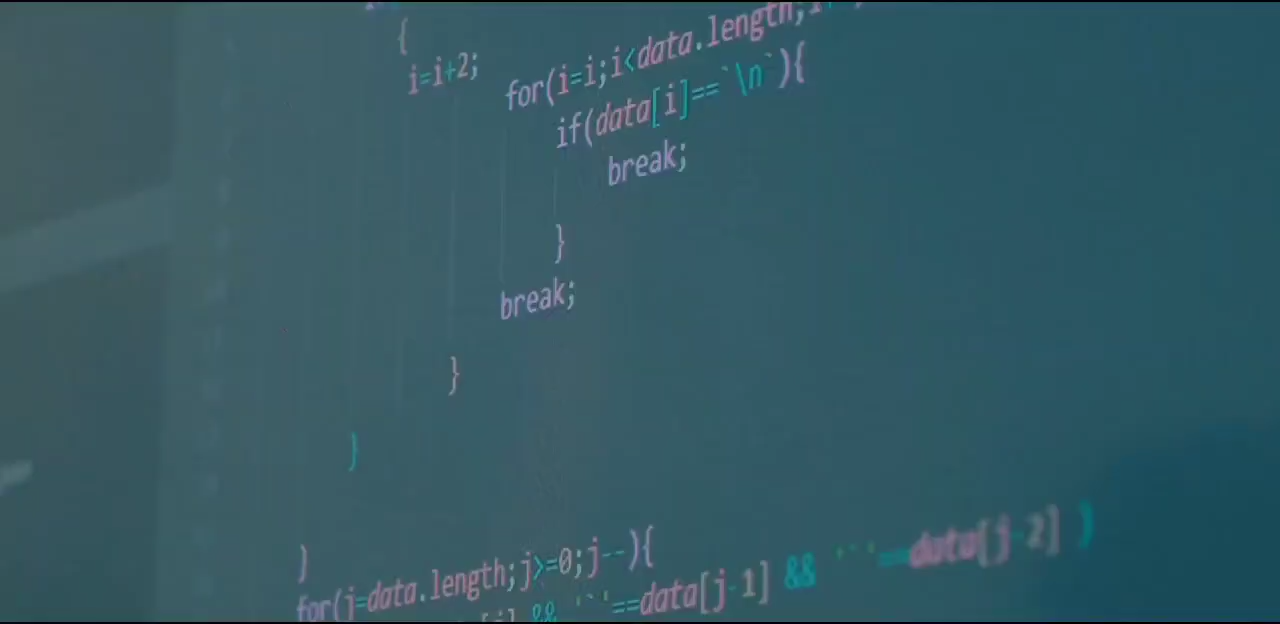 {
i=i+2;
for(i=i;i<data.length;i
if(data[i]==`\n`){
break;
}
break;
}
}
}
for(j=data.length;j>=0;j--){
[j] && '`'==data[j-1] && '`'==data[j-2] )